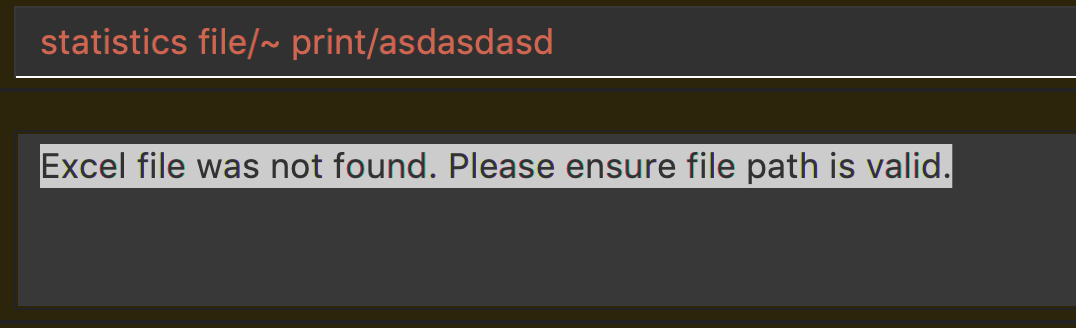 statistics file/~ print/asdasdasd
Excel file was not found. Please ensure file path is valid.